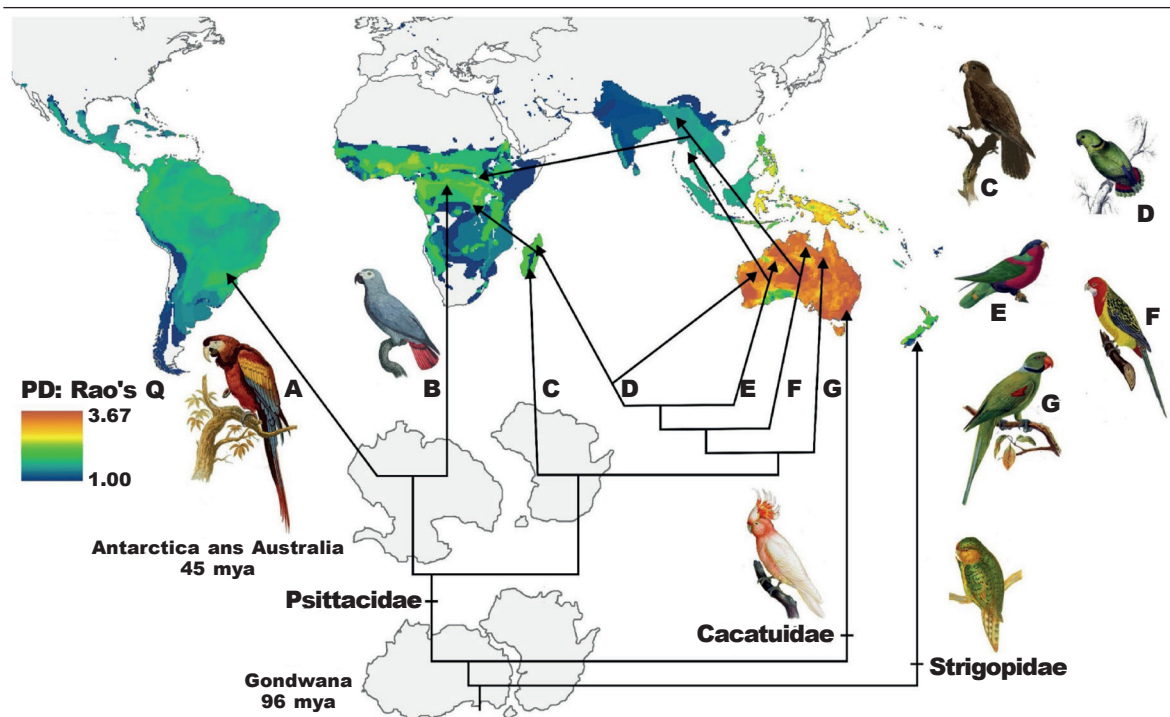 C
D
E
F
G
PD: Rao's Q
3.67
1.00
A
B
C
D
E
F
G
Antarctica ans Australia
45 mya
Psittacidae
Cacatuidae
Strigopidae
Gondwana
96 mya